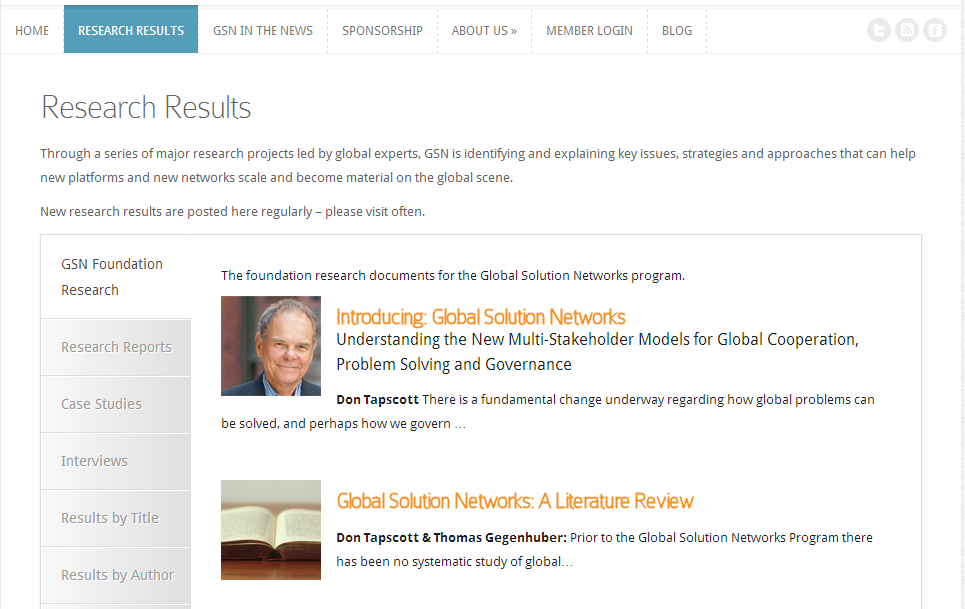 HOME
RESEARCH RESULTS
GSN IN THE NEWS
SPONSORSHIP
ABOUT US »
MEMBER LOGIN
BLOG
Research Results
Through a series of major research projects led by global experts, GSN is identifying and explaining key issues, strategies and approaches that can help
new platforms and new networks scale and become material on the global scene.
New research results are posted here regularly – please visit often.
GSN Foundation
Research
Research Reports
Case Studies
Interviews
Results by Title
Results by Author
The foundation research documents for the Global Solution Networks program.
Introducing: Global Solution Networks
Understanding the New Multi-Stakeholder Models for Global Cooperation,
Problem Solving and Governance
Don Tapscott There is a fundamental change underway regarding how global problems can
be solved, and perhaps how we govern …
Global Solution Networks: A Literature Review
Don Tapscott & Thomas Gegenhuber: Prior to the Global Solution Networks Program there
has been no systematic study of global…